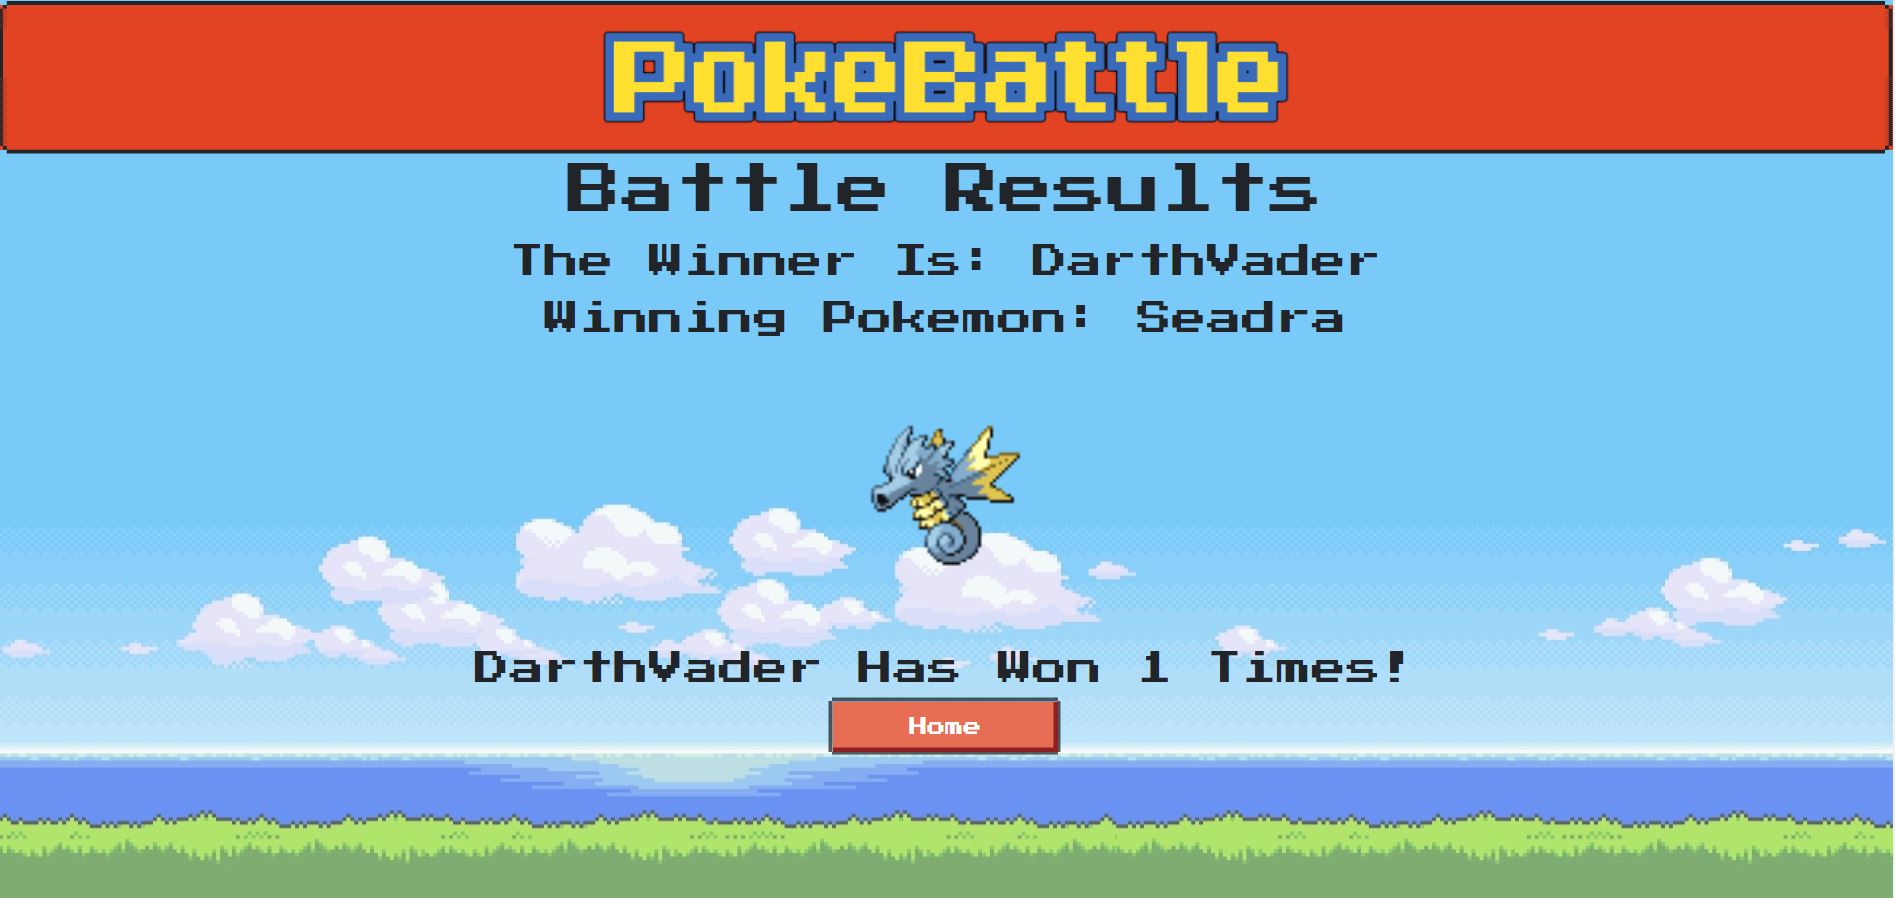 PokeBattle
Battle Results
The Winner Is: DarthVader
Winning Pokemon: Seadra
DarthVader Has Won 1 Times!
Home